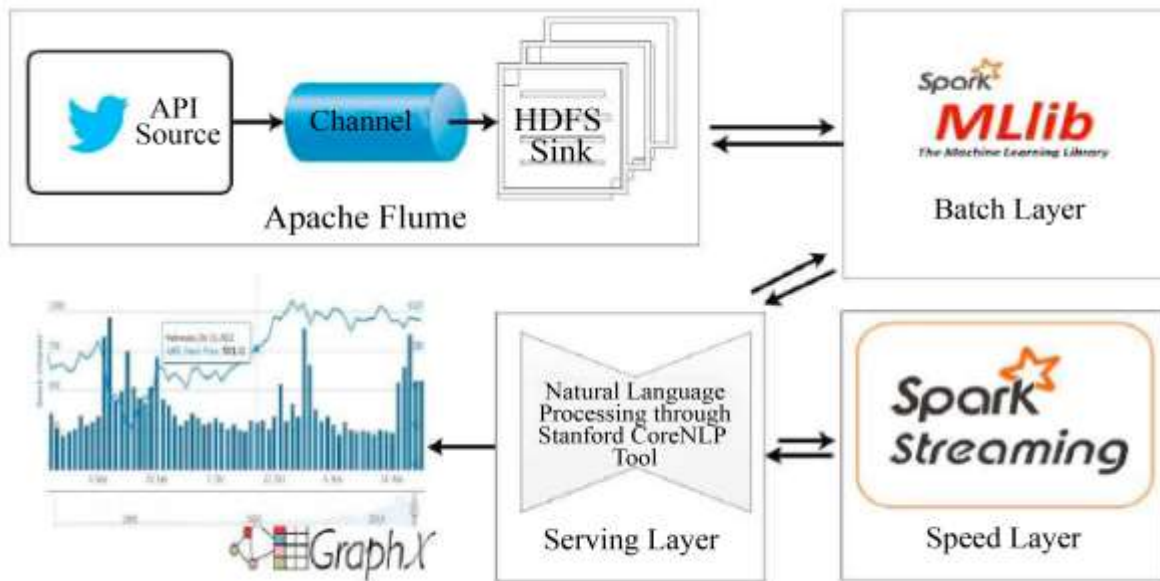 API
Source
Channel
HDFS
Sink
Apache Flume
Spark
MLlib
The Machine Learning Library
Batch Layer
Natural Language
Processing through
Stanford CoreNLP
Tool
Serving Layer
Spark
Streaming
Speed Layer
GraphX